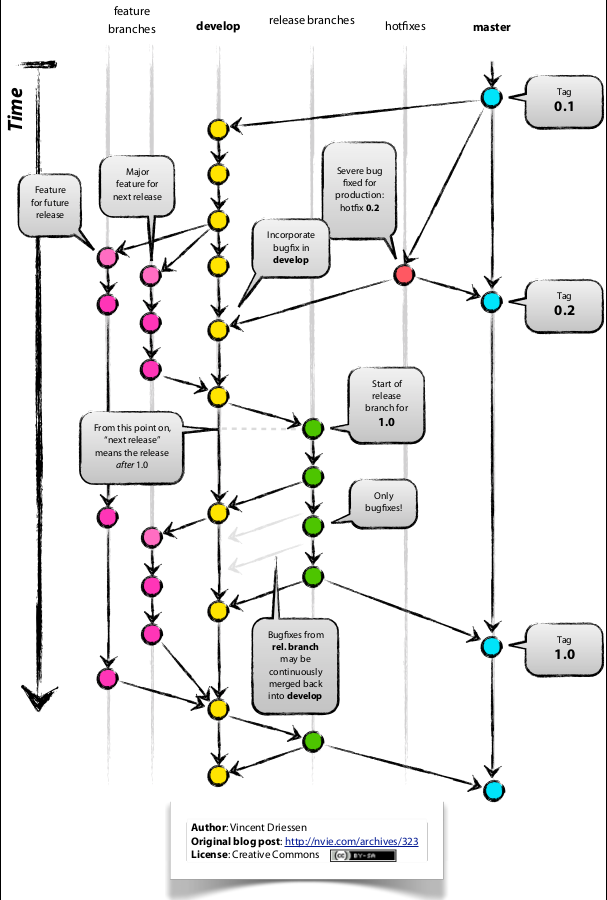 feature
branches
develop
release branches
hotfixes
master
Time
Tag
0.1
Major
feature for
next release
Feature
for future
release
Severe bug
fixed for
production:
hotfix 0.2
Incorporate
bugfix in
develop
Tag
0.2
Start of
release
branch for
1.0
From this point on,
“next release”
means the release
after 1.0
Only
bugfixes!
Bugfixes from
rel. branch
may be
continuously
merged back
into develop
Tag
1.0
Author: Vincent Driessen
Original blog post: http://nvie.com/archives/323
License: Creative Commons
(cc) BY-SA